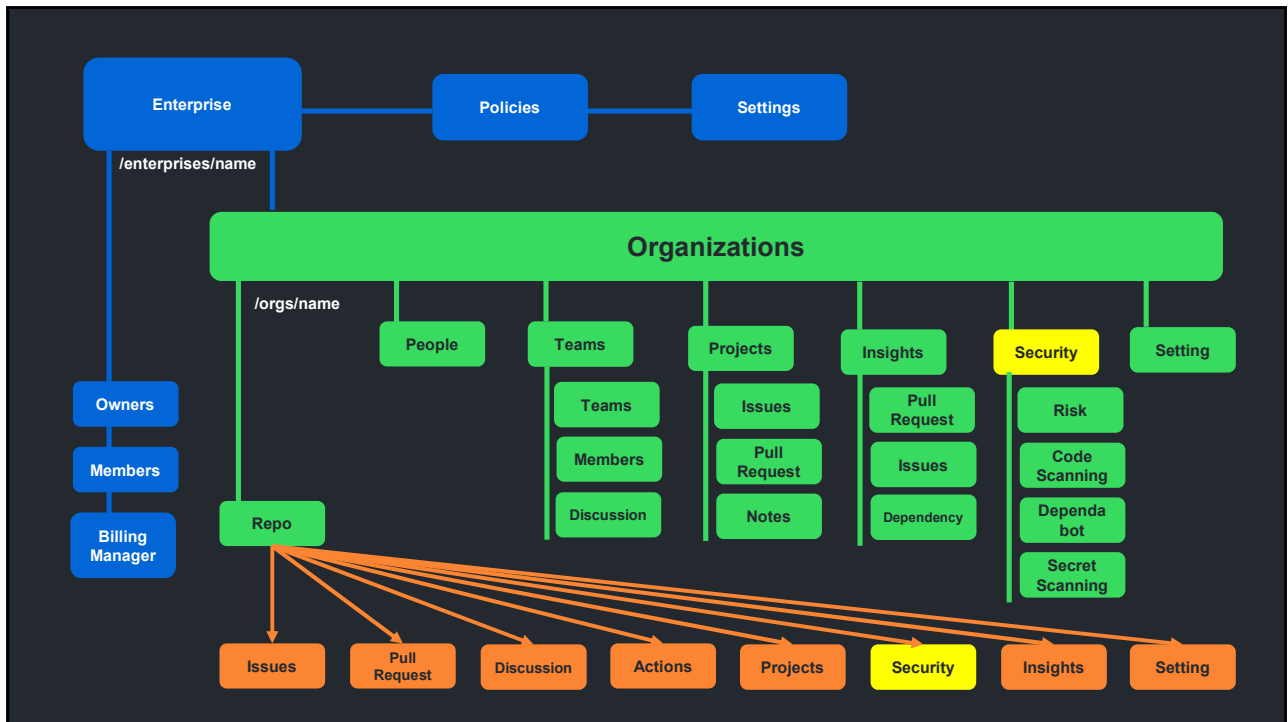 Enterprise
Policies
Settings
/enterprises/name
Organizations
/orgs/name
People
Teams
Projects
Insights
Security
Setting
Owners
Members
Billing
Manager
Teams
Members
Discussion
Issues
Pull
Request
Notes
Pull
Request
Issues
Dependency
Risk
Code
Scanning
Dependa
bot
Secret
Scanning
Repo
Issues
Pull
Request
Discussion
Actions
Projects
Security
Insights
Setting